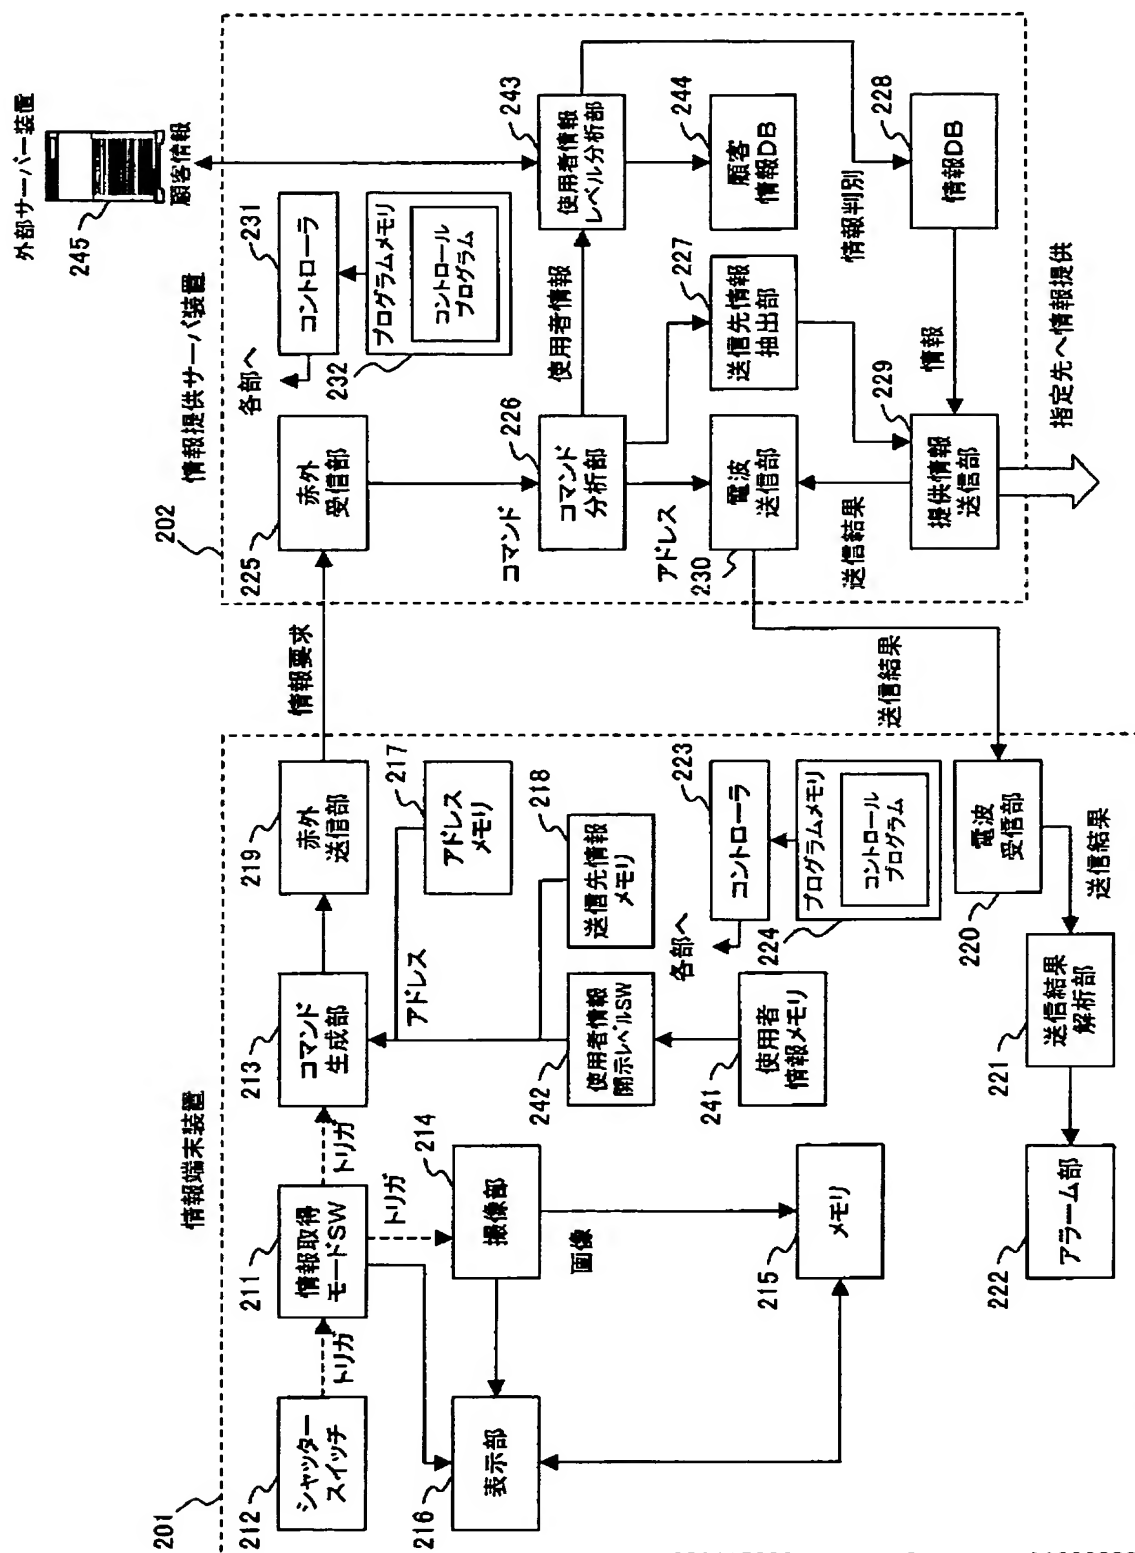 201
情報端末装置
212
シャッター
スイッチ
トリガ
211
情報取得
モードSW
トリガ
213
コマンド
生成部
219
赤外
送信部
情報要求
トリガ
216
表示部
214
撮像部
画像
215
メモリ
アドレス
217
アドレス
メモリ
218
送信先情報
メモリ
242
使用者情報
開示レベルSW
241
使用者
情報メモリ
各部へ
223
コントローラ
224
プログラムメモリ
コントロール
プログラム
222
アラーム部
221
送信結果
解析部
送信結果
220
電波
受信部
送信結果
202
情報提供サーバ装置
外部サーバー装置
245
顧客情報
225
赤外
受信部
各部へ
231
コントローラ
232
プログラムメモリ
コントロール
プログラム
コマンド
226
コマンド
分析部
使用者情報
243
使用者情報
レベル分析部
アドレス
230
電波
送信部
227
送信先情報
抽出部
244
顧客
情報DB
情報判別
送信結果
229
提供情報
送信部
情報
228
情報DB
指定先へ情報提供